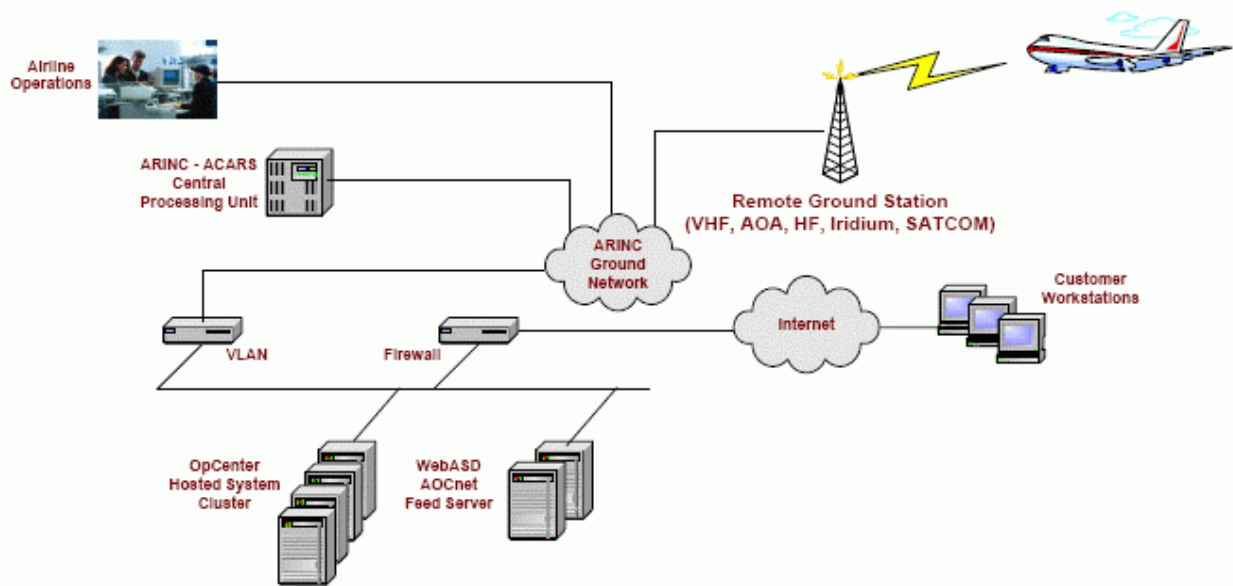 Airline
Operations
ARINC - ACARS
Central
Processing Unit
Remote Ground Station
(VHF, AOA, HF, Iridium, SATCOM)
ARINC
Ground
Network
Customer
Workstations
Internet
VLAN
Firewall
OpCenter
Hosted System
Cluster
WebASD
AOCnet
Feed Server